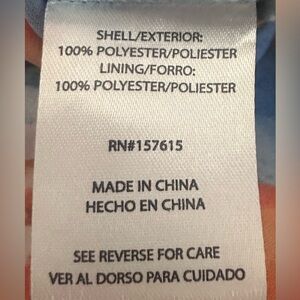 SHELL/EXTERIOR:
100% POLYESTER/POLIESTER
LINING/FORRO:
100% POLYESTER/POLIESTER
RN#157615
MADE IN CHINA
HECHO EN CHINA
SEE REVERSE FOR CARE
VER AL DORSO PARA CUIDADO